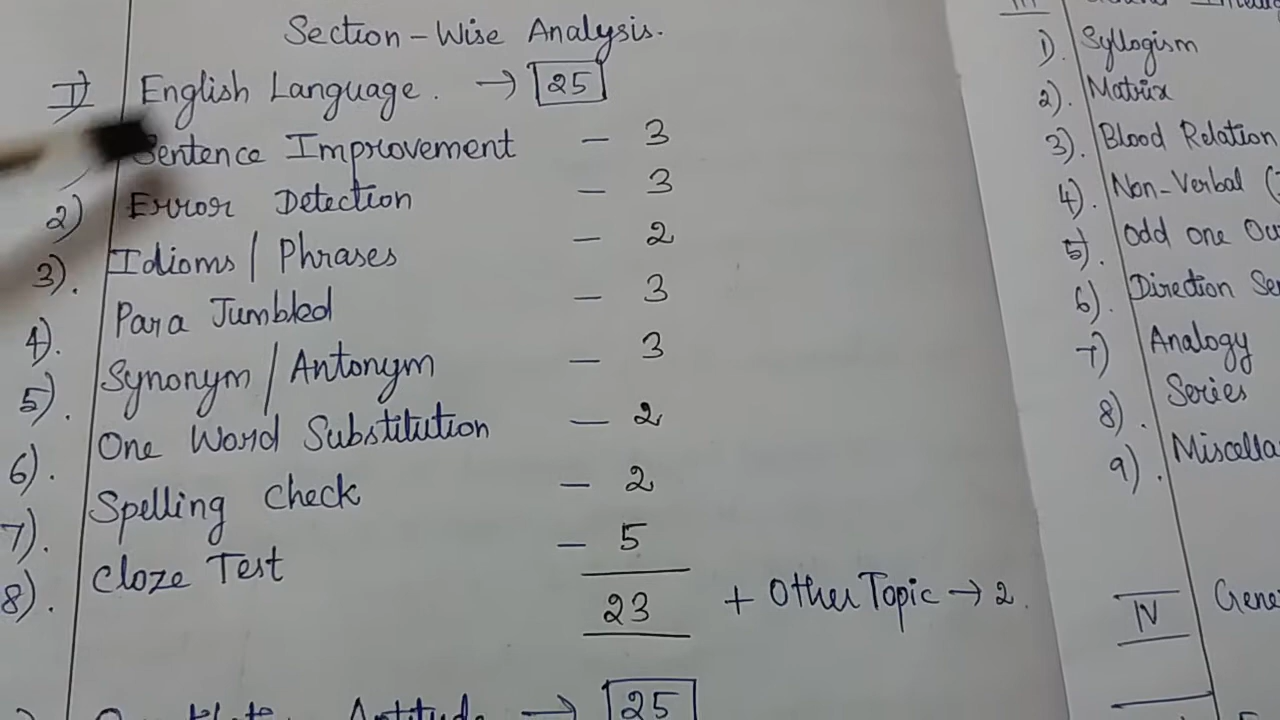 Section-Wise Analysis.
I) English Language. → 25
Sentence Improvement - 3
2) Error Detection - 3
3). Idioms/Phrases - 2
4). Para Jumbled - 3
5). Synonym/Antonym - 3
6). One Word Substitution - 2
7). Spelling Check - 2
8). Cloze Test - 5
23 + Other Topic → 2.
Aptitude → 25
III
1). Syllogism
2). Matrix
3). Blood Relation
4). Non-Verbal
5). Odd one
6). Direction
7) Analogy
8). Series
9).
IV